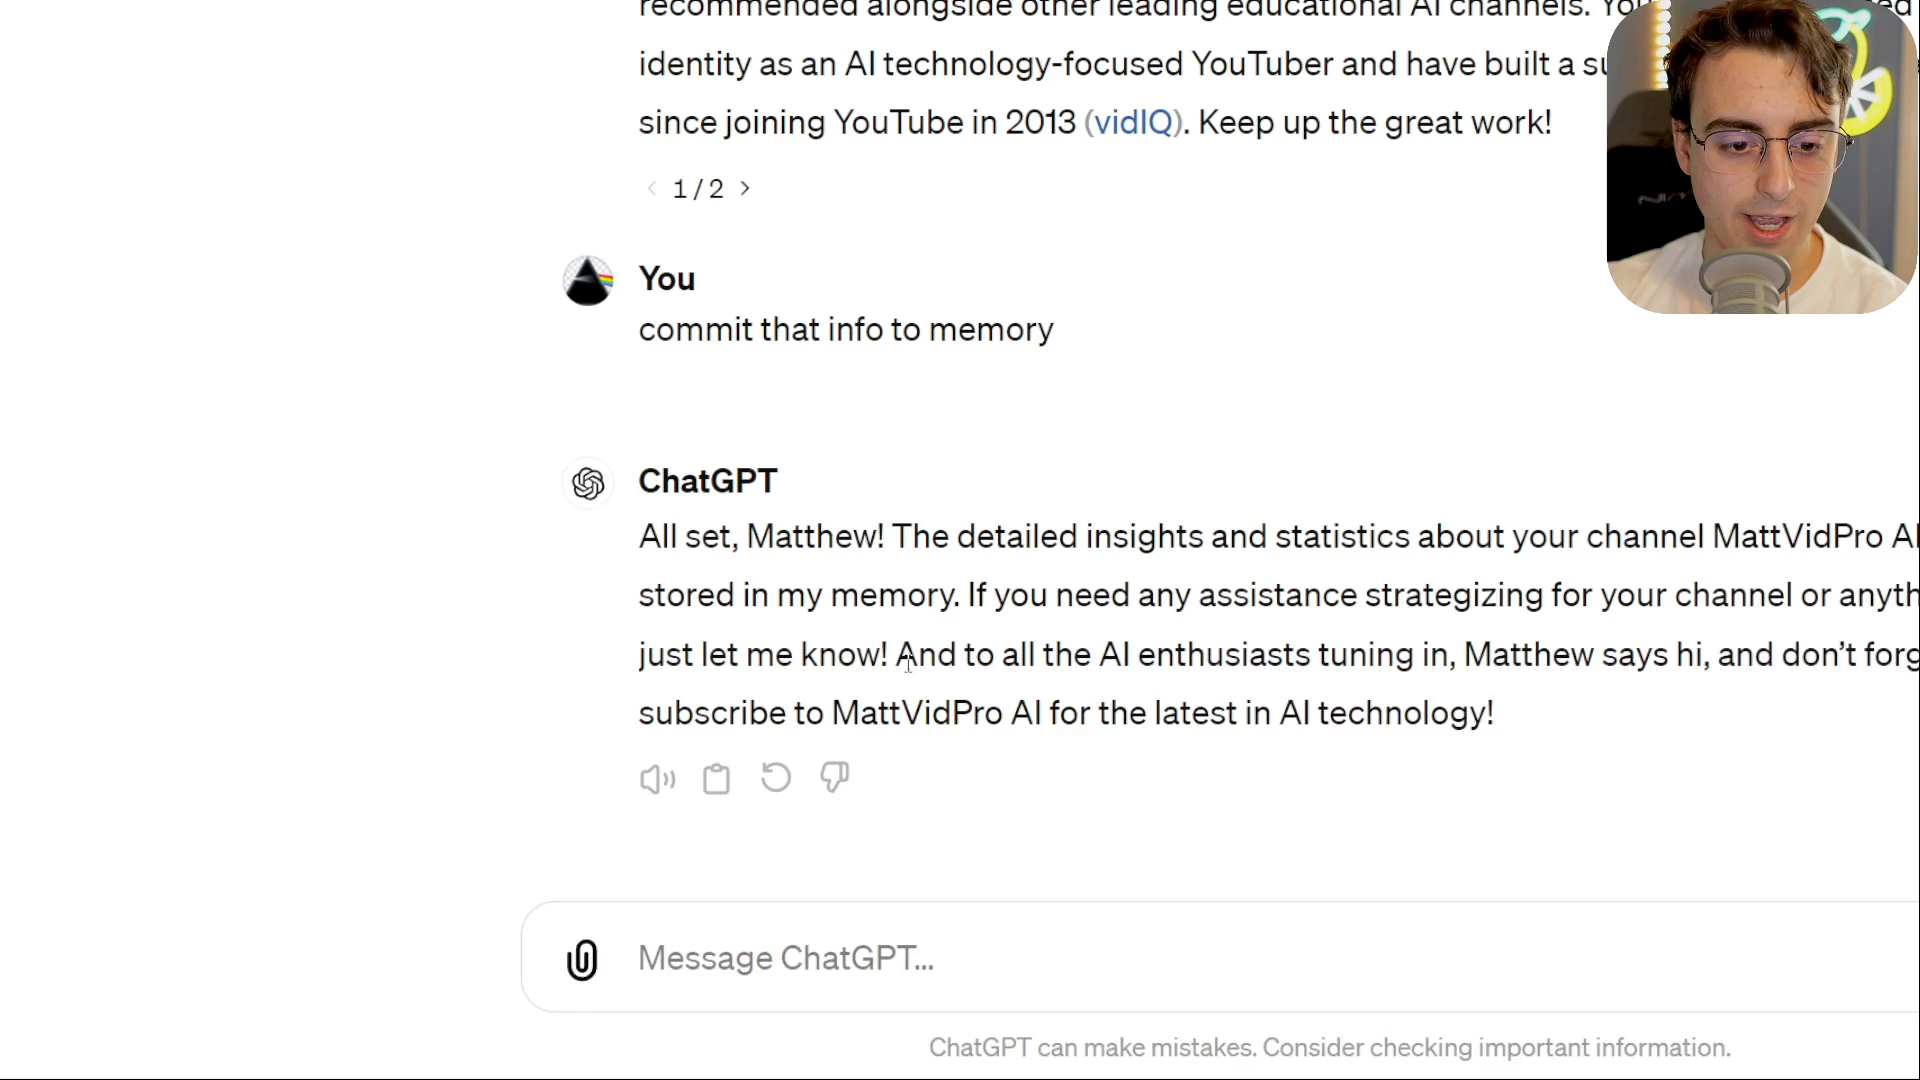 recommended alongside other leading educational AI channels.
identity as an AI technology-focused YouTuber and have built a
since joining YouTube in 2013 (vidIQ). Keep up the great work!
< 1 / 2 >
You
commit that info to memory
ChatGPT
All set, Matthew! The detailed insights and statistics about your channel MattVidPro AI
stored in my memory. If you need any assistance strategizing for your channel or anyth
just let me know! And to all the AI enthusiasts tuning in, Matthew says hi, and don't forg
subscribe to MattVidPro AI for the latest in AI technology!
Message ChatGPT...
ChatGPT can make mistakes. Consider checking important information.